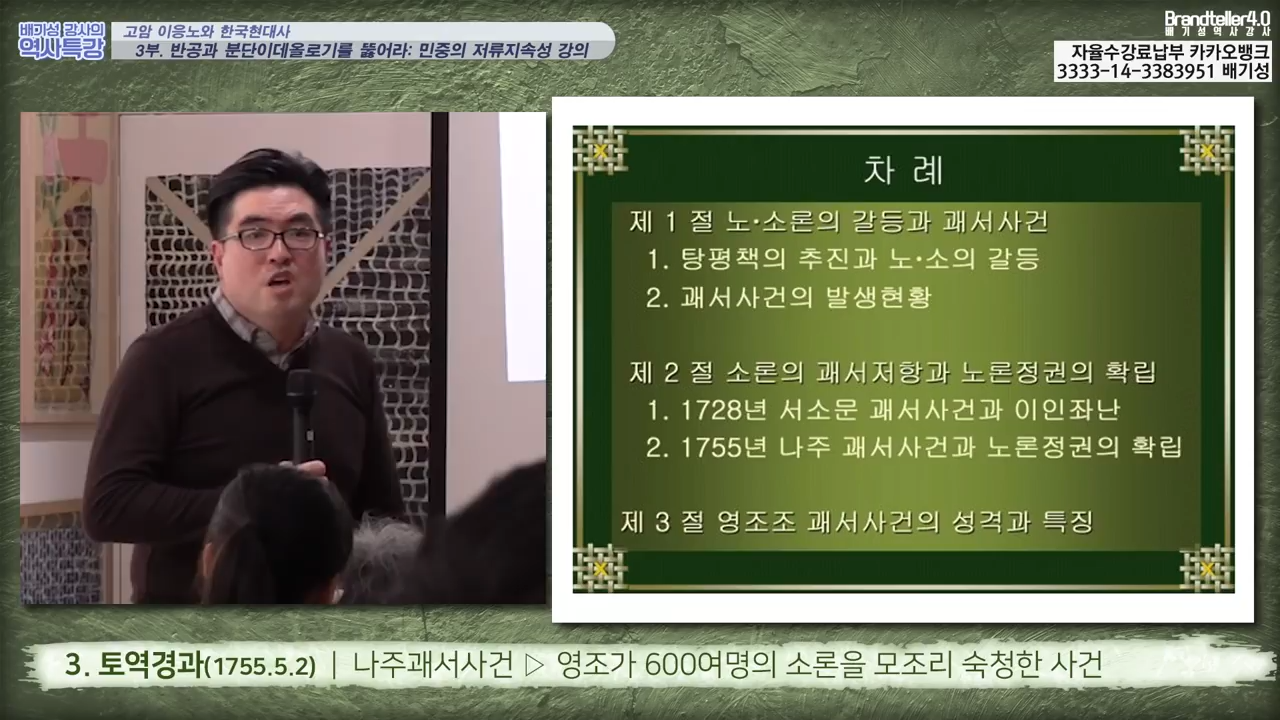 배기성 강사의
역사특강
고암 이응노와 한국현대사
3부. 반공과 분단이데올로기를 뚫어라: 민중의 저류지속성 강의
Brandteller4.0
배기성역사강사
자율수강료납부 카카오뱅크
3333-14-3383951 배기성
차 례
제 1 절 노·소론의 갈등과 괘서사건
1. 탕평책의 추진과 노·소의 갈등
2. 괘서사건의 발생현황
제 2 절 소론의 괘서저항과 노론정권의 확립
1. 1728년 서소문 괘서사건과 이인좌난
2. 1755년 나주 괘서사건과 노론정권의 확립
제 3 절 영조조 괘서사건의 성격과 특징
3. 토역경과(1755.5.2) | 나주괘서사건 ▷ 영조가 600여명의 소론을 모조리 숙청한 사건